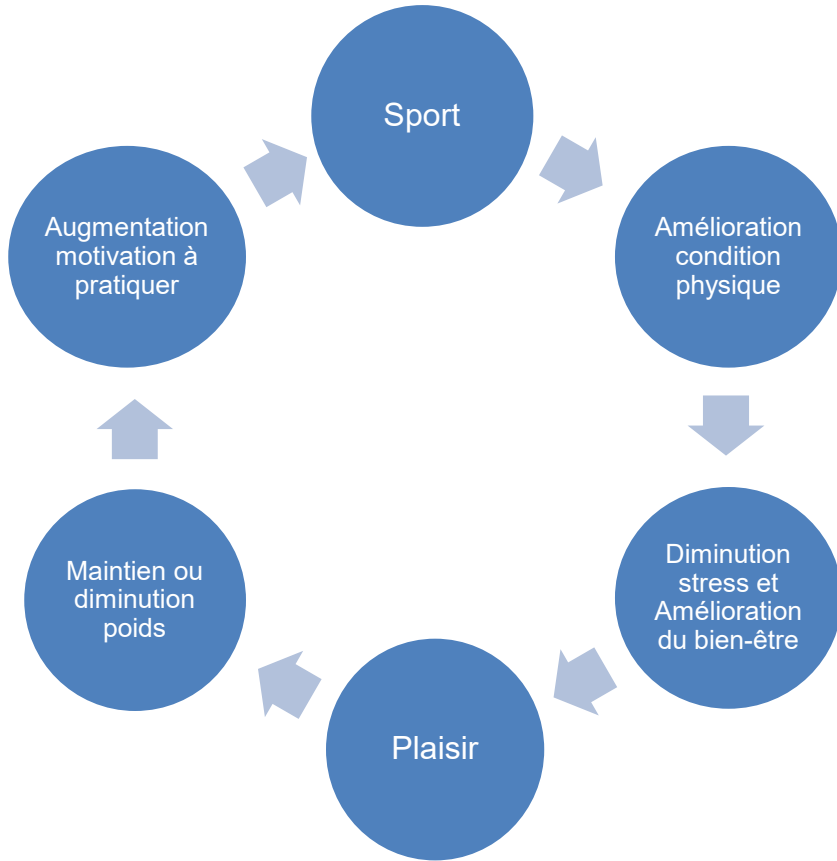 Sport
Amélioration
condition
physique
Diminution
stress et
Amélioration
du bien-être
Plaisir
Maintien ou
diminution
poids
Augmentation
motivation à
pratiquer